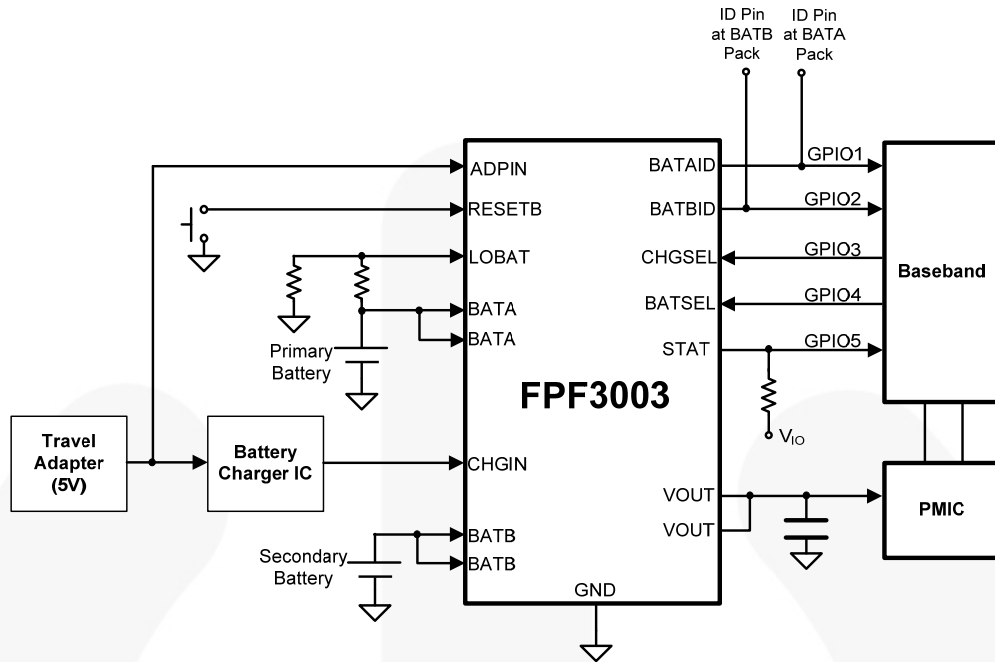 ID Pin
at BATB
Pack
ID Pin
at BATA
Pack
ADPIN
RESETB
LOBAT
BATA
BATA
Primary
Battery
FPF3003
BATAID
BATBID
CHGSEL
BATSEL
STAT
GPIO1
GPIO2
GPIO3
GPIO4
GPIO5
Baseband
VIO
Travel
Adapter
(5V)
Battery
Charger IC
CHGIN
VOUT
VOUT
PMIC
Secondary
Battery
BATB
BATB
GND